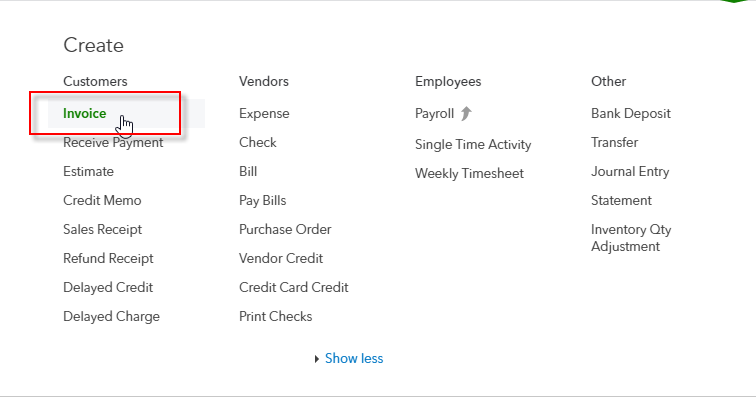 Create
Customers
Invoice
Receive Payment
Estimate
Credit Memo
Sales Receipt
Refund Receipt
Delayed Credit
Delayed Charge
Vendors
Expense
Check
Bill
Pay Bills
Purchase Order
Vendor Credit
Credit Card Credit
Print Checks
Employees
Payroll
Single Time Activity
Weekly Timesheet
Other
Bank Deposit
Transfer
Journal Entry
Statement
Inventory Qty
Adjustment
Show less